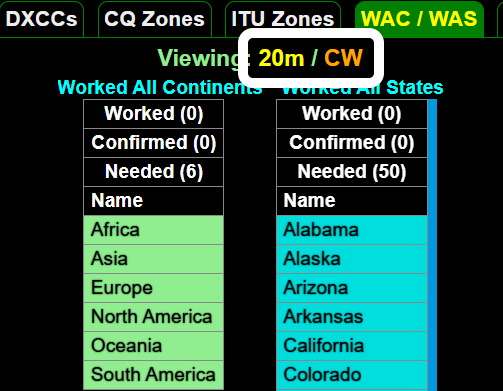 DXCCs CQ Zones ITU Zones WAC / WAS
Viewing: 20m / CW
Worked All Continents Worked All States
Worked (0) Worked (0)
Confirmed (0) Confirmed (0)
Needed (6) Needed (50)
Name Name
Africa Alabama
Asia Alaska
Europe Arizona
North America Arkansas
Oceania California
South America Colorado